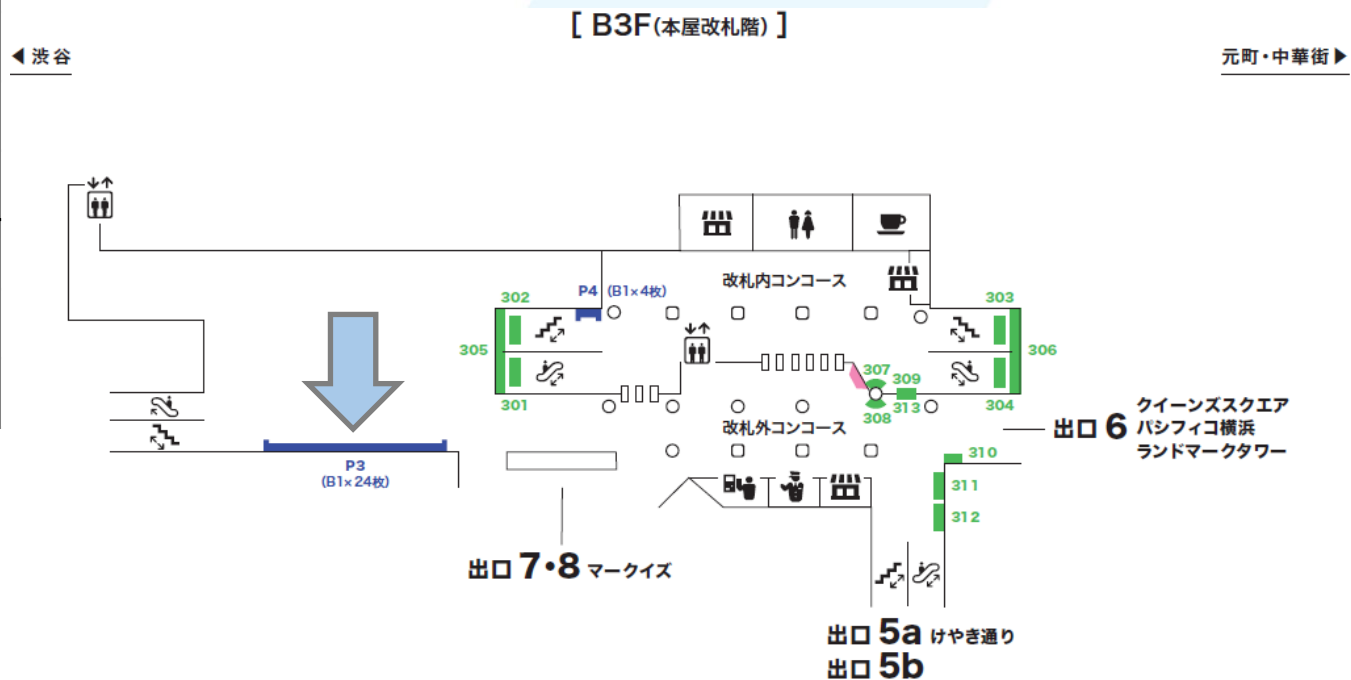 [ B3F(本屋改札階) ]
◀ 渋谷
元町・中華街 ▶
302
P4 (B1×4枚)
改札内コンコース
303
305
306
307
309
301
313
304
308
改札外コンコース
出口 6 クイーンズスクエア
パシフィコ横浜
ランドマークタワー
P3
(B1×24枚)
310
311
312
出口 7・8 マークイズ
出口 5a けやき通り
出口 5b